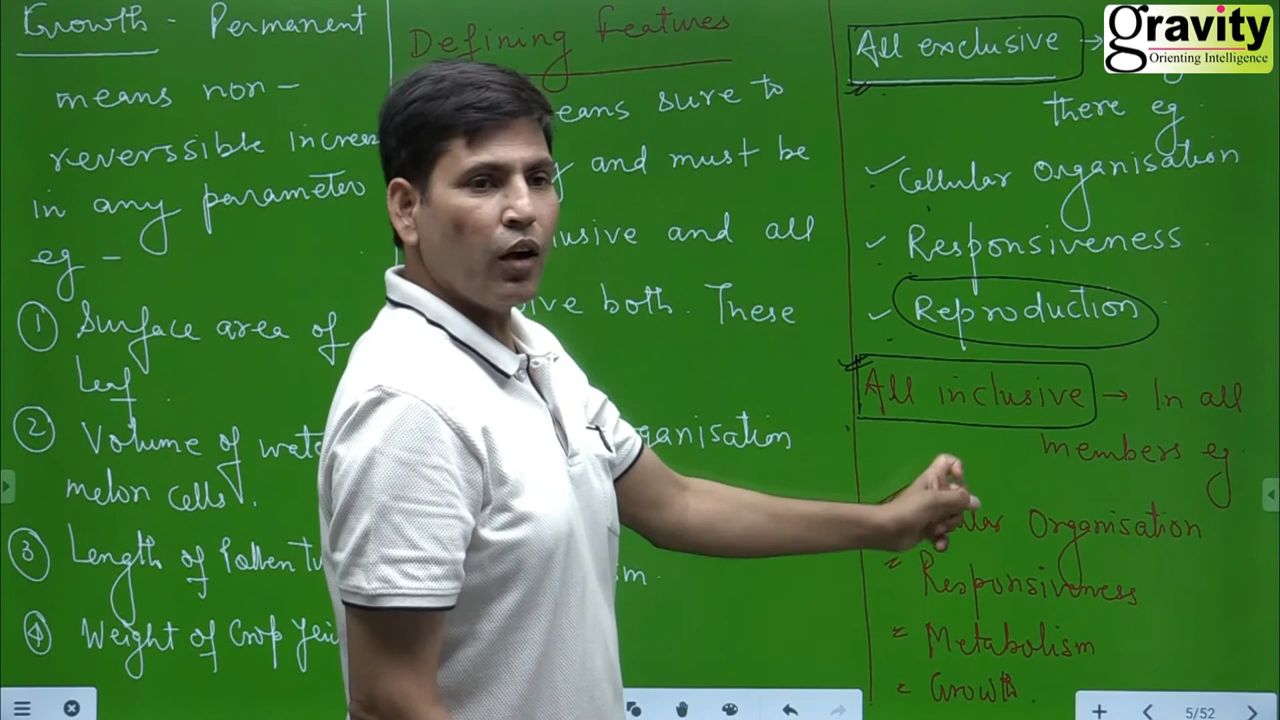 Growth - Permanent
means non -
reverssible increas
in any parameter
eg -
① Surface area of
leaf
② Volume of wate
melon cells.
③ Length of Pollen Tu
④ Weight of Crop Yei
Defining features
eans sure to
and must be
lusive and all
ive both. These
ganisation
sm.
All exclusive →
there eg.
Cellular Organisation
Responsiveness.
Reproduction
All inclusive → In all
members eg.
ular Organisation
Responsiveness
Metabolism
Growth.
gravity
Orienting Intelligence
5/52